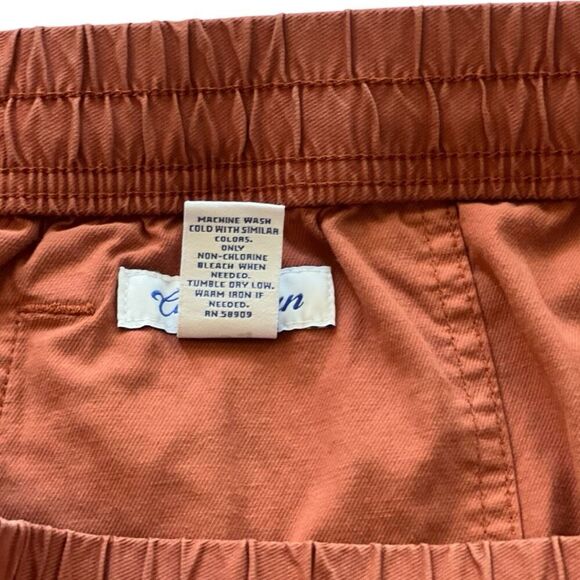 MACHINE WASH
COLD WITH SIMILAR
COLORS.
ONLY
NON-CHLORINE
BLEACH WHEN
NEEDED.
TUMBLE DRY LOW.
WARM IRON IF
NEEDED.
RN 58909